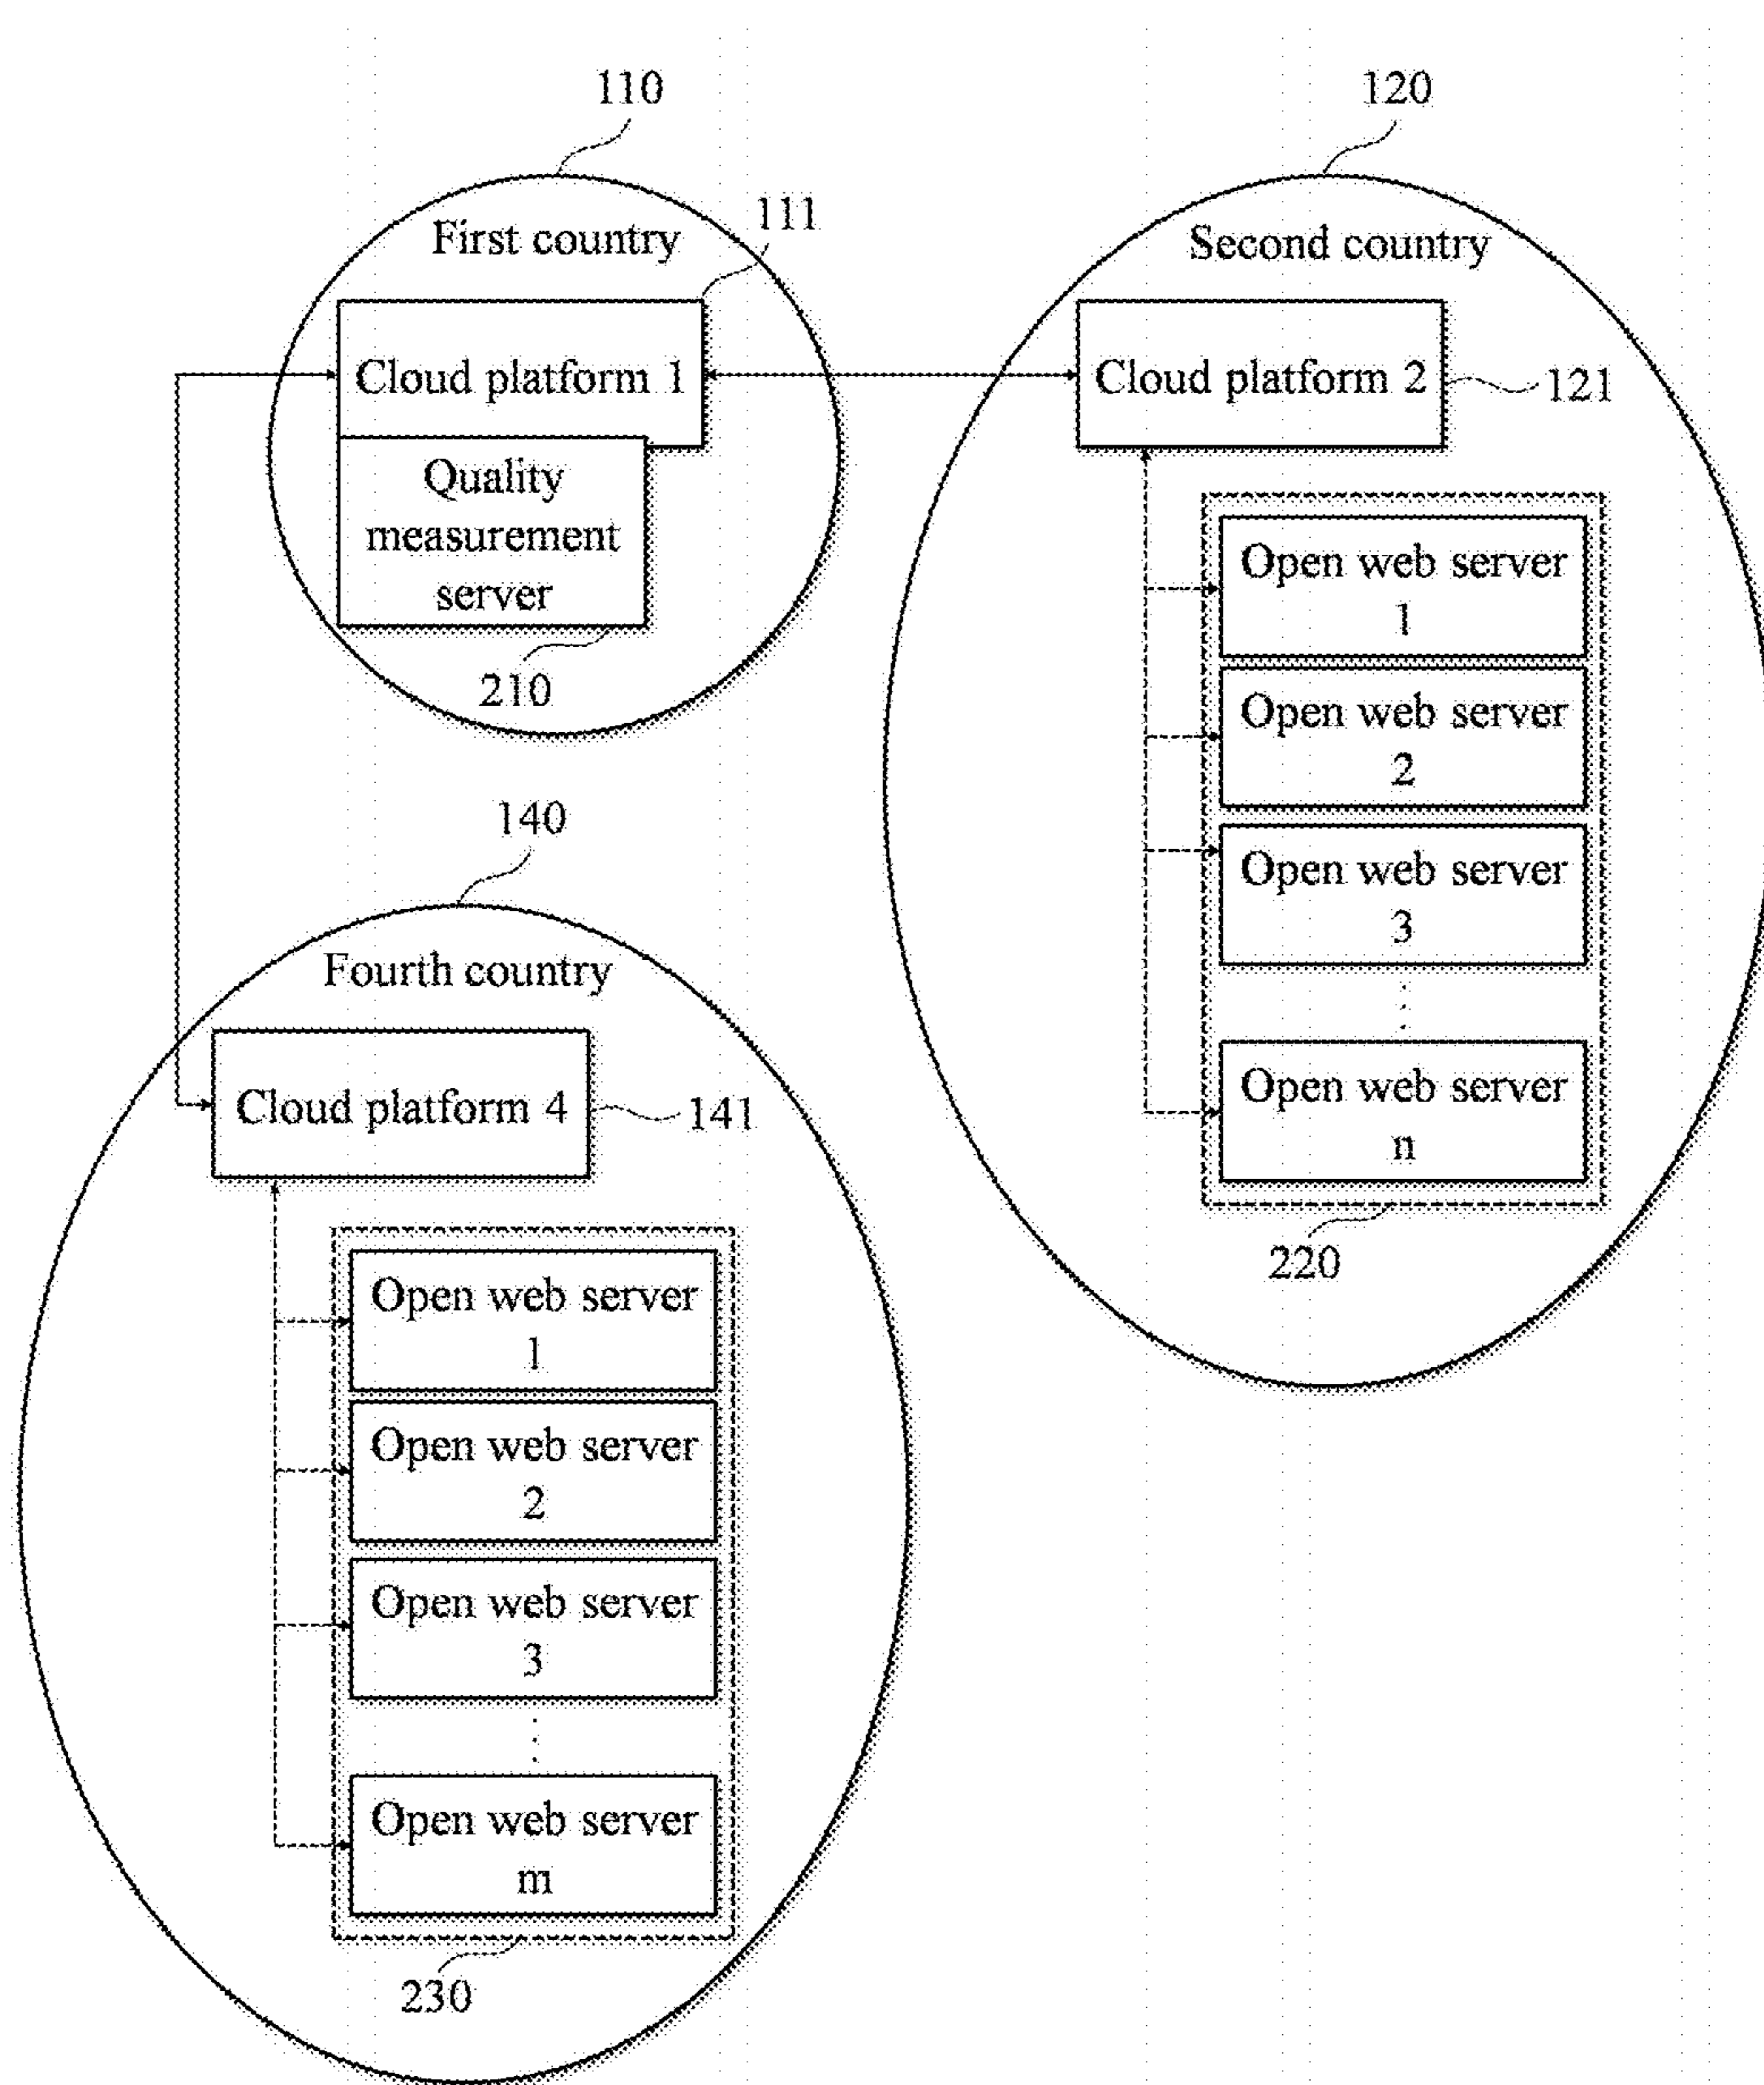 110
First country
111
Cloud platform 1
Quality
measurement
server
210
120
Second country
Cloud platform 2
121
Open web server
1
Open web server
2
Open web server
3
Open web server
n
220
140
Fourth country
Cloud platform 4
141
Open web server
1
Open web server
2
Open web server
3
Open web server
m
230